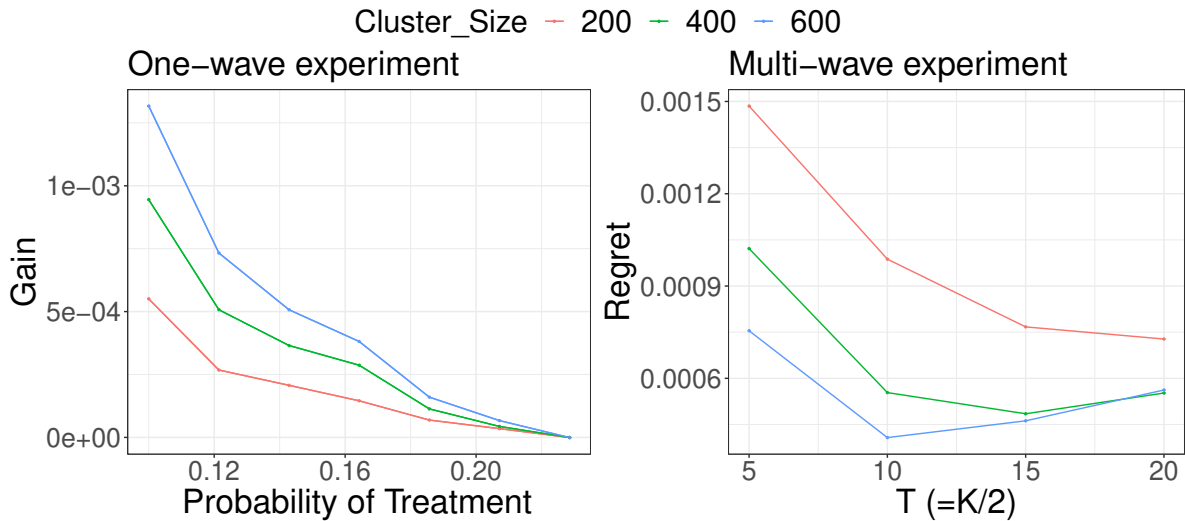 Cluster_Size 200 400 600
One−wave experiment
Gain
1e−03
5e−04
0e+00
0.12 0.16 0.20
Probability of Treatment
Multi−wave experiment
Regret
0.0015
0.0012
0.0009
0.0006
5 10 15 20
T (=K/2)